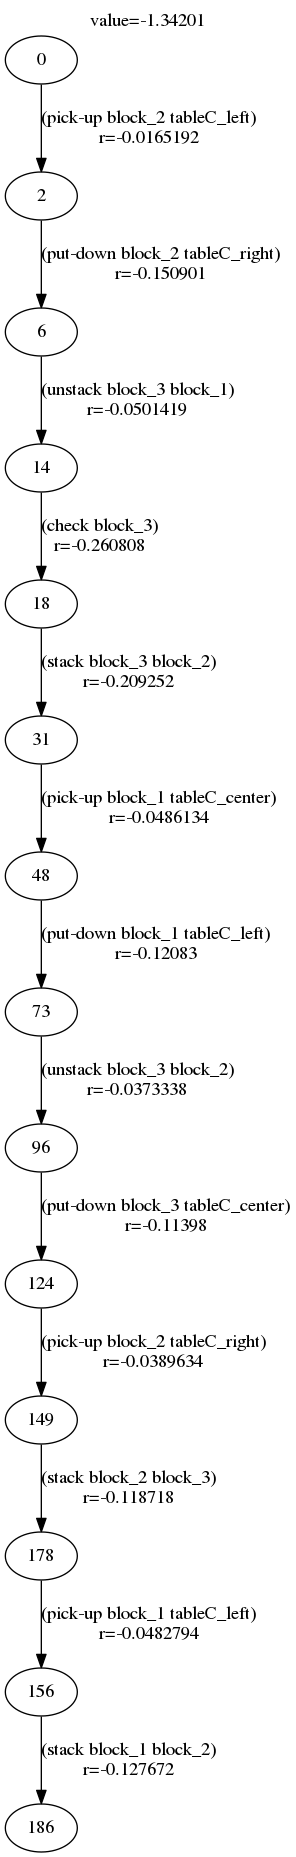 value=-1.34201
0
(pick-up block_2 tableC_left)
r=-0.0165192
2
(put-down block_2 tableC_right)
r=-0.150901
6
(unstack block_3 block_1)
r=-0.0501419
14
(check block_3)
r=-0.260808
18
(stack block_3 block_2)
r=-0.209252
31
(pick-up block_1 tableC_center)
r=-0.0486134
48
(put-down block_1 tableC_left)
r=-0.12083
73
(unstack block_3 block_2)
r=-0.0373338
96
(put-down block_3 tableC_center)
r=-0.11398
124
(pick-up block_2 tableC_right)
r=-0.0389634
149
(stack block_2 block_3)
r=-0.118718
178
(pick-up block_1 tableC_left)
r=-0.0482794
156
(stack block_1 block_2)
r=-0.127672
186